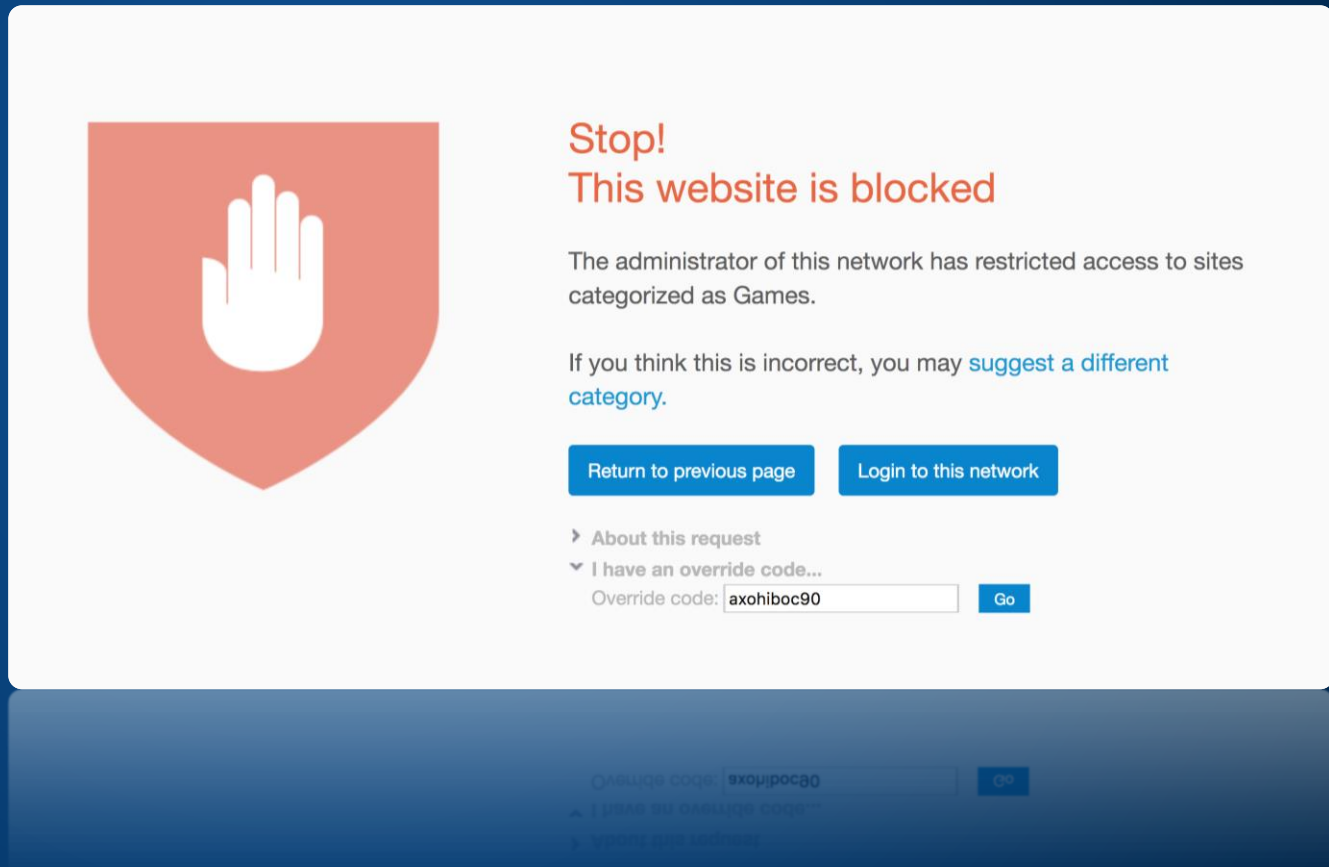 Stop!
This website is blocked
The administrator of this network has restricted access to sites
categorized as Games.
If you think this is incorrect, you may suggest a different
category.
Return to previous page
Login to this network
About this request
I have an override code...
Override code: axohiboc90
Go